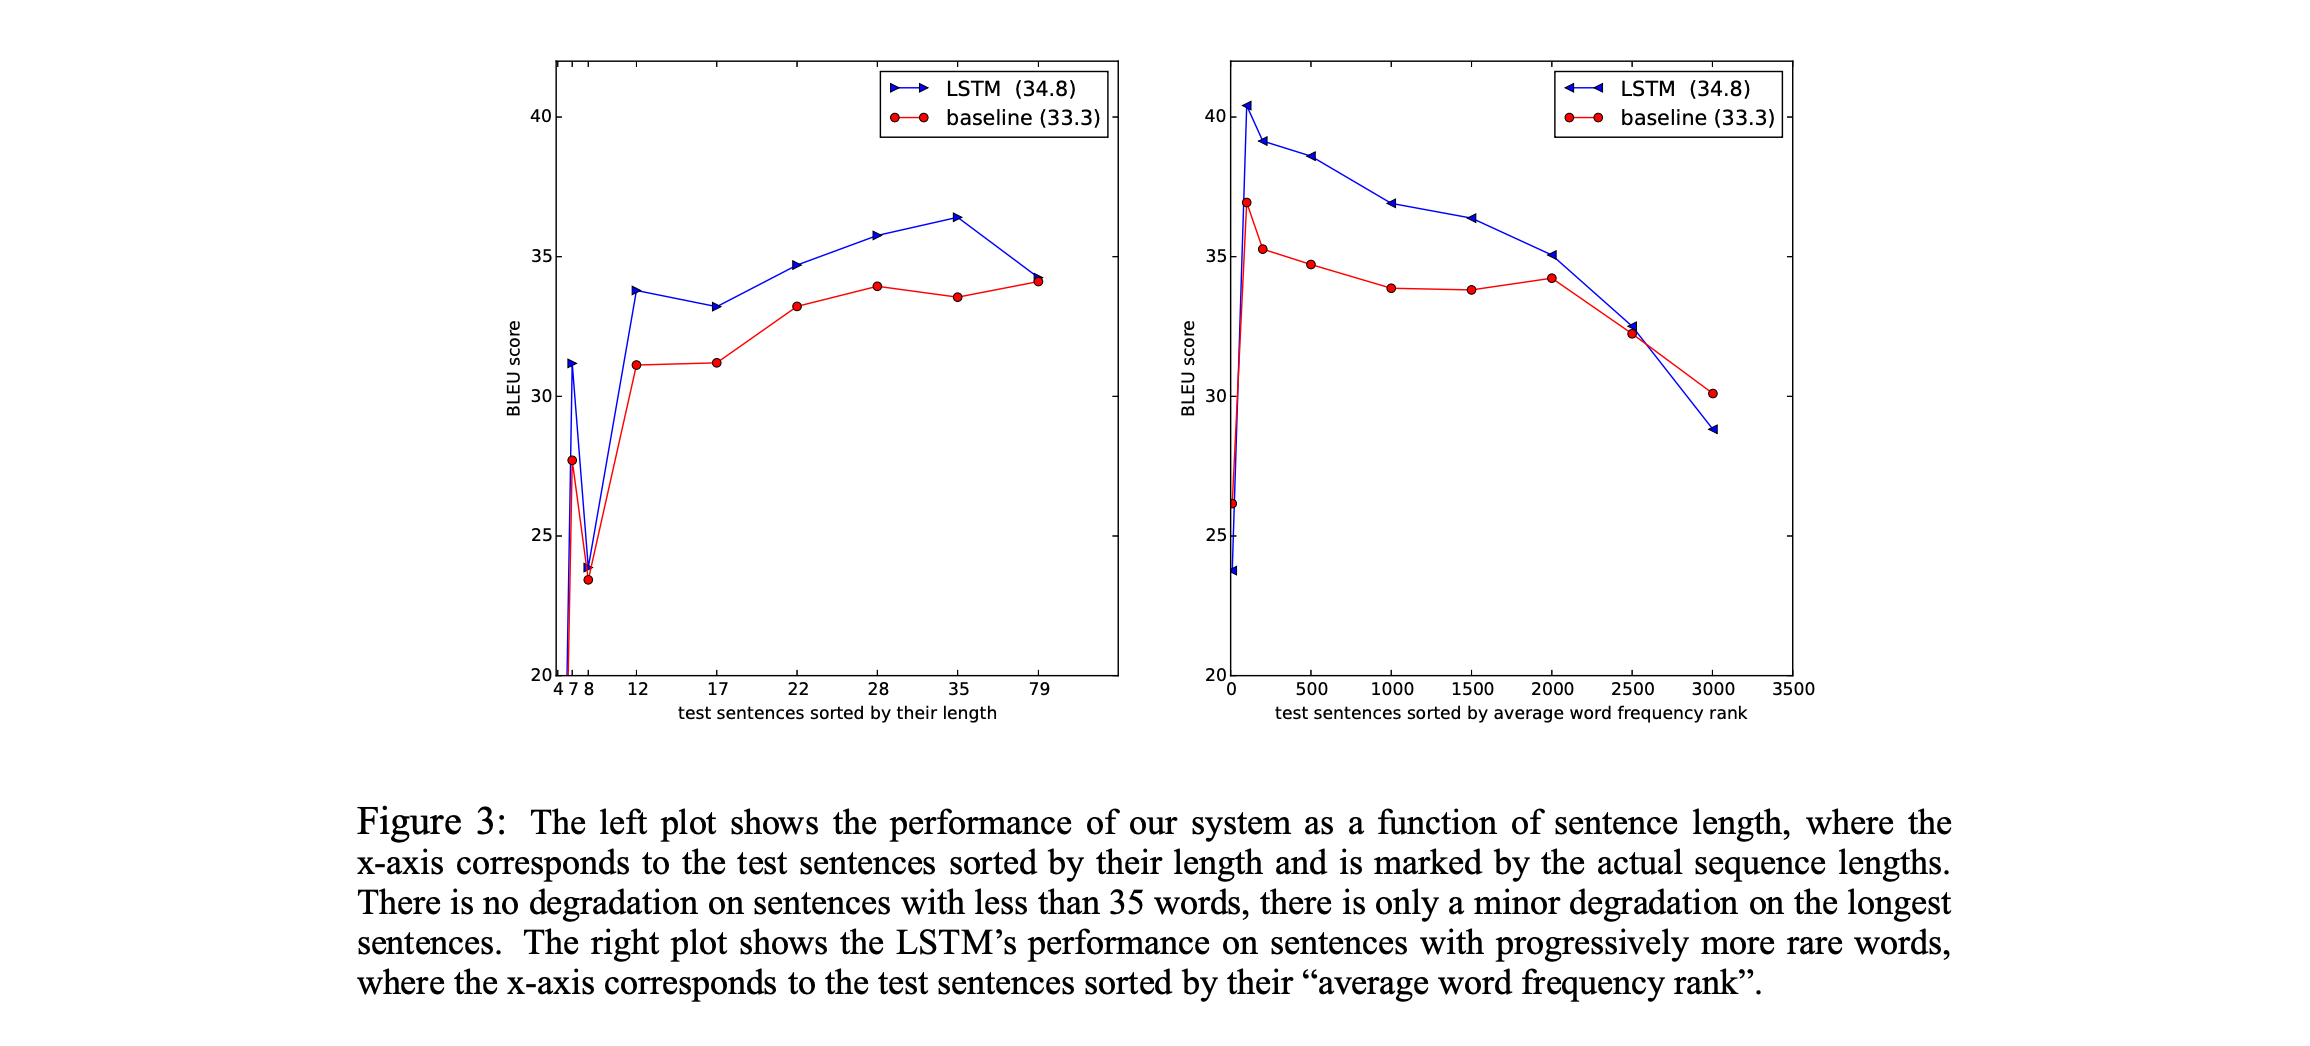 LSTM (34.8)
baseline (33.3)
40
35
30
25
20
BLEU score
4 7 8 12 17 22 28 35 79
test sentences sorted by their length
LSTM (34.8)
baseline (33.3)
40
35
30
25
20
BLEU score
0 500 1000 1500 2000 2500 3000 3500
test sentences sorted by average word frequency rank
Figure 3: The left plot shows the performance of our system as a function of sentence length, where the
x-axis corresponds to the test sentences sorted by their length and is marked by the actual sequence lengths.
There is no degradation on sentences with less than 35 words, there is only a minor degradation on the longest
sentences. The right plot shows the LSTM’s performance on sentences with progressively more rare words,
where the x-axis corresponds to the test sentences sorted by their “average word frequency rank”.